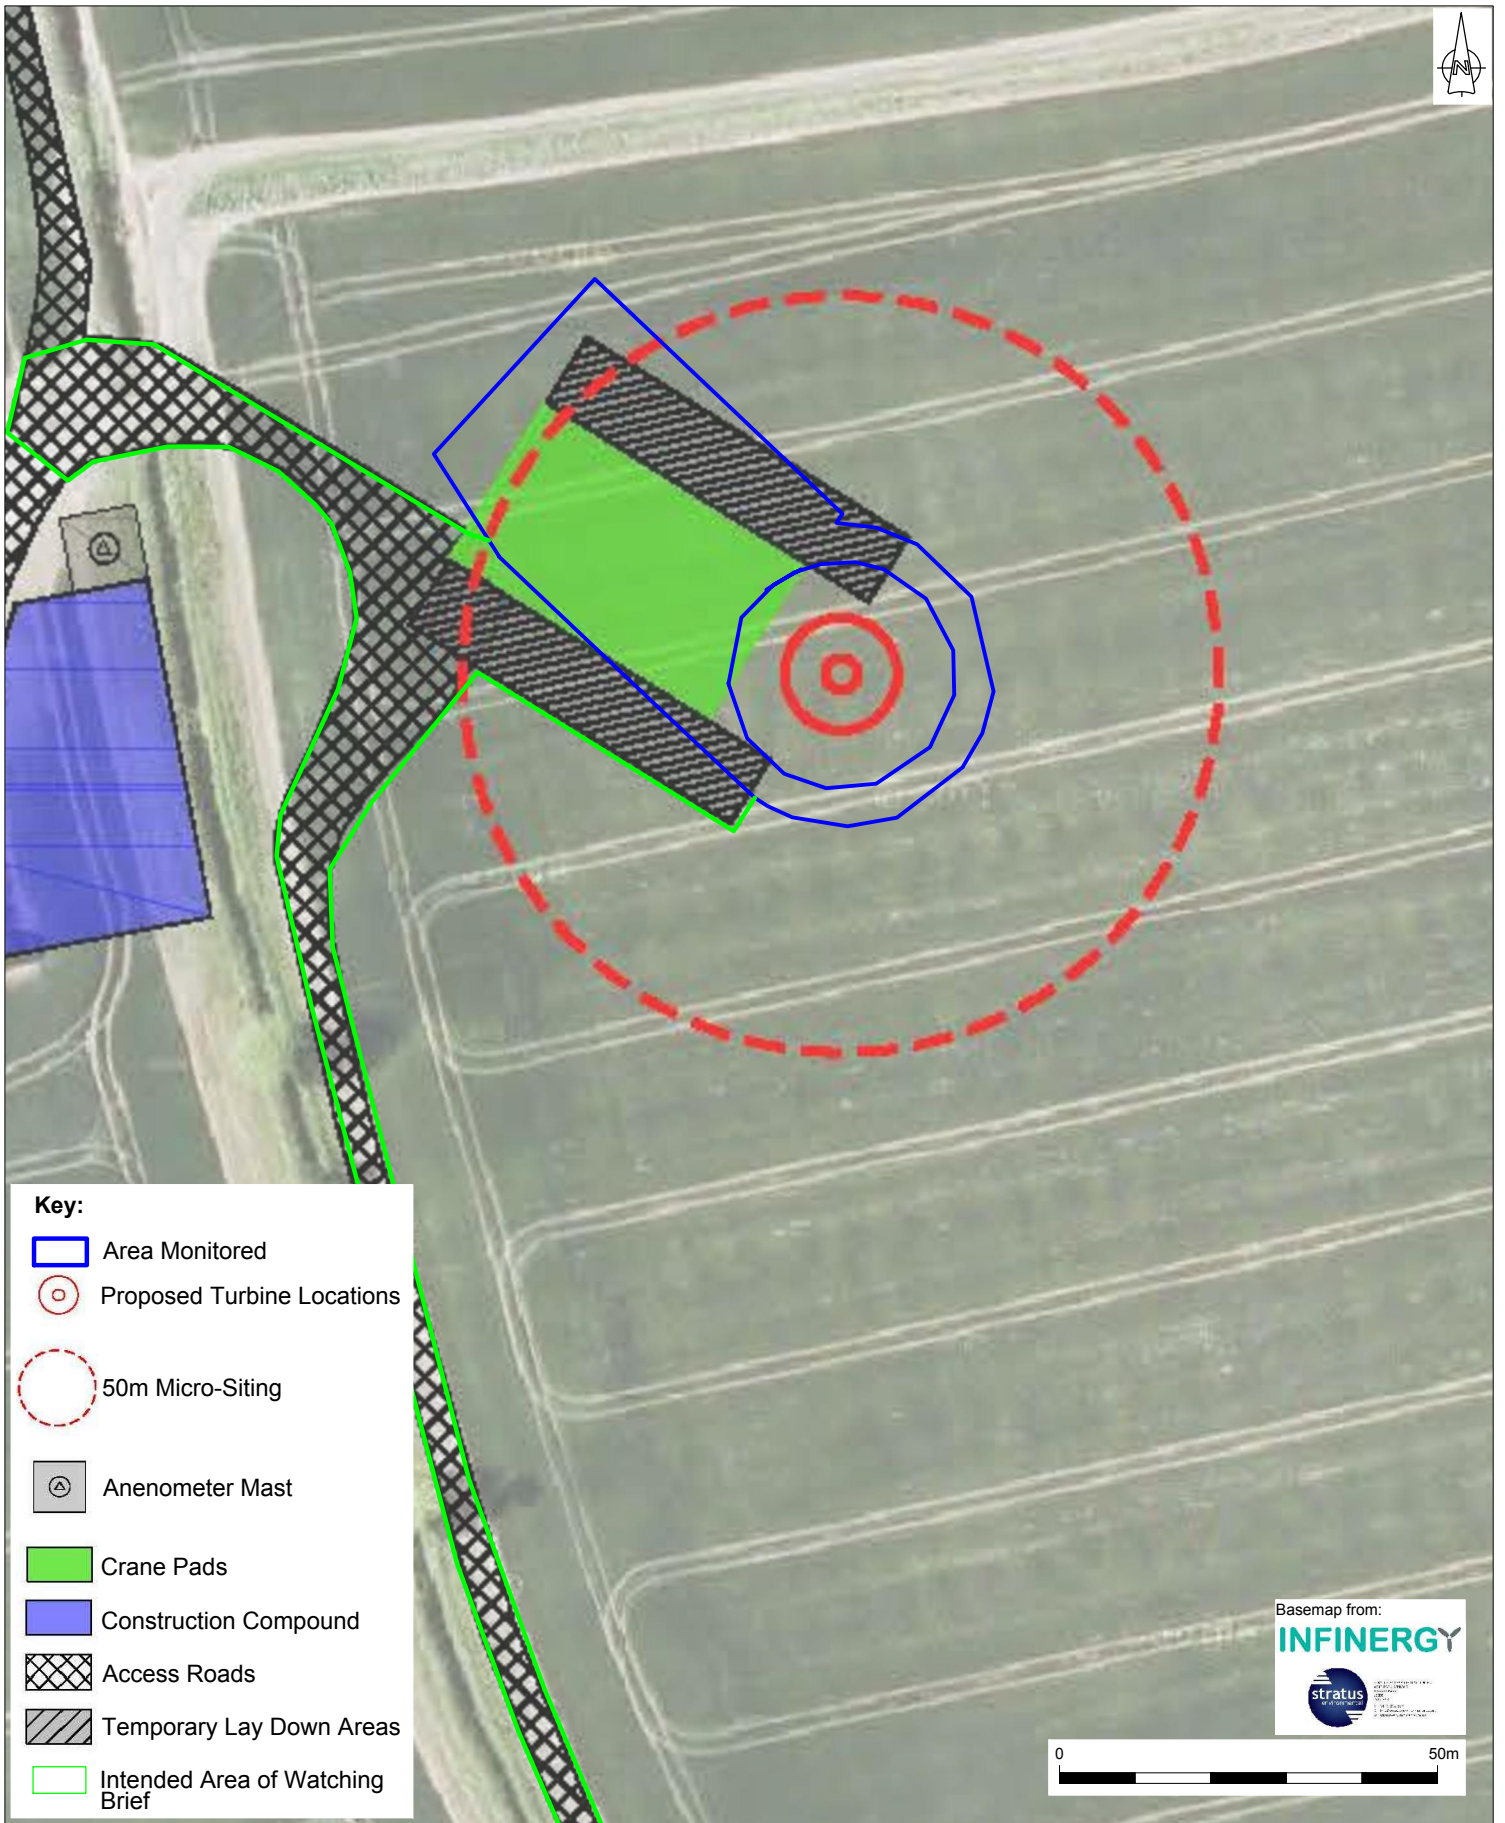 N
Key:
Area Monitored
Proposed Turbine Locations
50m Micro-Siting
Anenometer Mast
Crane Pads
Construction Compound
Access Roads
Temporary Lay Down Areas
Intended Area of Watching
Brief
Basemap from:
INFINERGY
stratus
environmental
0 50m